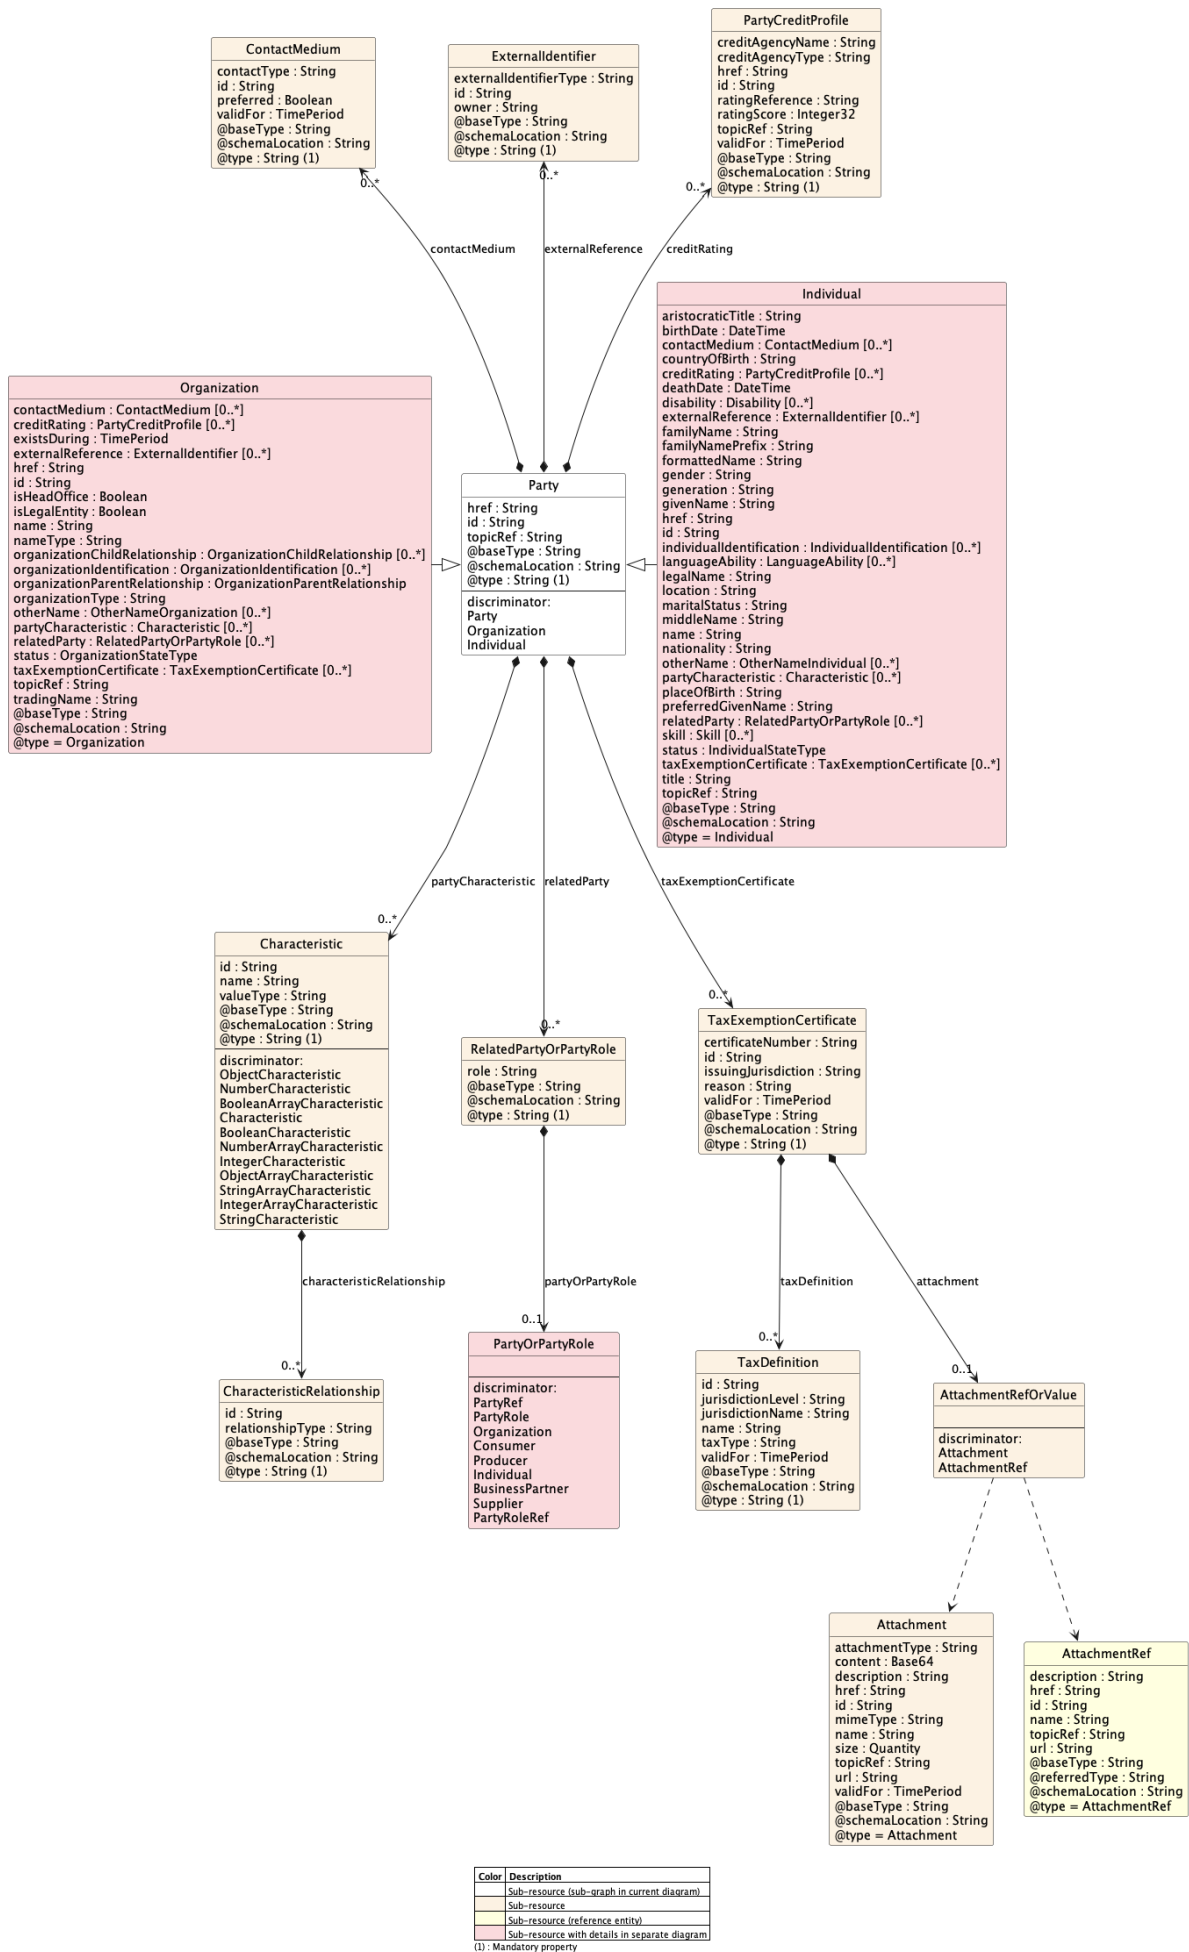 PartyCreditProfile
creditAgencyName : String
creditAgencyType : String
href : String
id : String
ratingReference : String
ratingScore : Integer32
topicRef : String
validFor : TimePeriod
@baseType : String
@schemaLocation : String
@type : String (1)
ContactMedium
contactType : String
id : String
preferred : Boolean
validFor : TimePeriod
@baseType : String
@schemaLocation : String
@type : String (1)
ExternalIdentifier
externalIdentifierType : String
id : String
owner : String
@baseType : String
@schemaLocation : String
@type : String (1)
0..*
0..*
0..*
contactMedium
externalReference
creditRating
Individual
aristocraticTitle : String
birthDate : DateTime
contactMedium : ContactMedium [0..*]
countryOfBirth : String
creditRating : PartyCreditProfile [0..*]
deathDate : DateTime
disability : Disability [0..*]
externalReference : ExternalIdentifier [0..*]
familyName : String
familyNamePrefix : String
formattedName : String
gender : String
generation : String
givenName : String
href : String
id : String
individualIdentification : IndividualIdentification [0..*]
languageAbility : LanguageAbility [0..*]
legalName : String
location : String
maritalStatus : String
middleName : String
name : String
nationality : String
otherName : OtherNameIndividual [0..*]
partyCharacteristic : Characteristic [0..*]
placeOfBirth : String
preferredGivenName : String
relatedParty : RelatedPartyOrPartyRole [0..*]
skill : Skill [0..*]
status : IndividualStateType
taxExemptionCertificate : TaxExemptionCertificate [0..*]
title : String
topicRef : String
@baseType : String
@schemaLocation : String
@type = Individual
Organization
contactMedium : ContactMedium [0..*]
creditRating : PartyCreditProfile [0..*]
existsDuring : TimePeriod
externalReference : ExternalIdentifier [0..*]
href : String
id : String
isHeadOffice : Boolean
isLegalEntity : Boolean
name : String
nameType : String
organizationChildRelationship : OrganizationChildRelationship [0..*]
organizationIdentification : OrganizationIdentification [0..*]
organizationParentRelationship : OrganizationParentRelationship
organizationType : String
otherName : OtherNameOrganization [0..*]
partyCharacteristic : Characteristic [0..*]
relatedParty : RelatedPartyOrPartyRole [0..*]
status : OrganizationStateType
taxExemptionCertificate : TaxExemptionCertificate [0..*]
topicRef : String
tradingName : String
@baseType : String
@schemaLocation : String
@type = Organization
Party
href : String
id : String
topicRef : String
@baseType : String
@schemaLocation : String
@type : String (1)
discriminator:
Party
Organization
Individual
partyCharacteristic
relatedParty
taxExemptionCertificate
0..*
0..*
0..*
Characteristic
id : String
name : String
valueType : String
@baseType : String
@schemaLocation : String
@type : String (1)
discriminator:
ObjectCharacteristic
NumberCharacteristic
BooleanArrayCharacteristic
Characteristic
BooleanCharacteristic
NumberArrayCharacteristic
IntegerCharacteristic
ObjectArrayCharacteristic
StringArrayCharacteristic
IntegerArrayCharacteristic
StringCharacteristic
RelatedPartyOrPartyRole
role : String
@baseType : String
@schemaLocation : String
@type : String (1)
TaxExemptionCertificate
certificateNumber : String
id : String
issuingJurisdiction : String
reason : String
validFor : TimePeriod
@baseType : String
@schemaLocation : String
@type : String (1)
characteristicRelationship
partyOrPartyRole
taxDefinition
attachment
0..*
0..1
0..*
0..1
CharacteristicRelationship
id : String
relationshipType : String
@baseType : String
@schemaLocation : String
@type : String (1)
PartyOrPartyRole
discriminator:
PartyRef
PartyRole
Organization
Consumer
Producer
Individual
BusinessPartner
Supplier
PartyRoleRef
TaxDefinition
id : String
jurisdictionLevel : String
jurisdictionName : String
name : String
taxType : String
validFor : TimePeriod
@baseType : String
@schemaLocation : String
@type : String (1)
AttachmentRefOrValue
discriminator:
Attachment
AttachmentRef
Attachment
attachmentType : String
content : Base64
description : String
href : String
id : String
mimeType : String
name : String
size : Quantity
topicRef : String
url : String
validFor : TimePeriod
@baseType : String
@schemaLocation : String
@type = Attachment
AttachmentRef
description : String
href : String
id : String
name : String
topicRef : String
url : String
@baseType : String
@referredType : String
@schemaLocation : String
@type = AttachmentRef
Color Description
Sub-resource (sub-graph in current diagram)
Sub-resource
Sub-resource (reference entity)
Sub-resource with details in separate diagram
(1) : Mandatory property